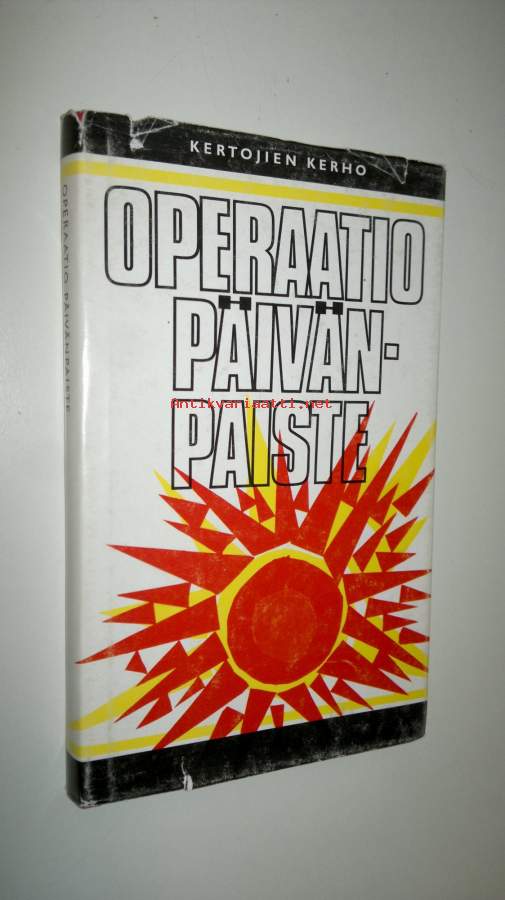 KERTOJIEN KERHO
OPERAATIO
PÄIVÄN-
PAISTE
OPERAATIO PÄIVÄNPAISTE
Antikvariaatti.net